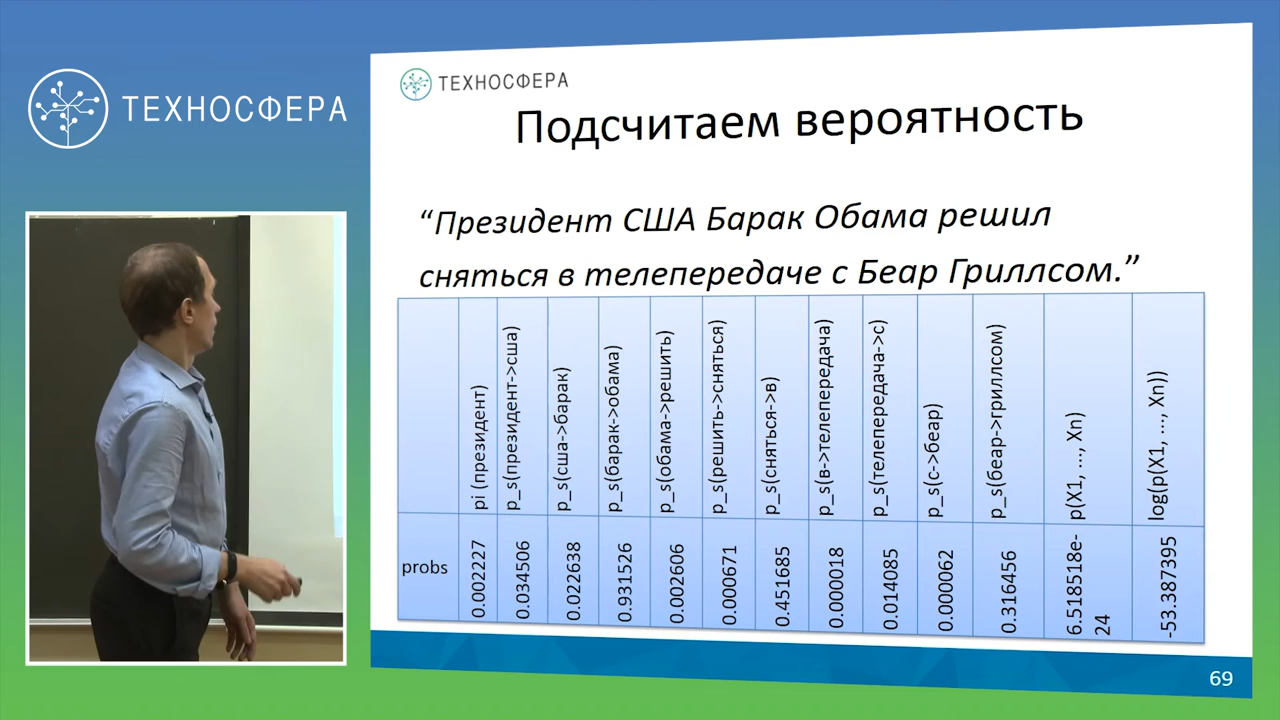 ТЕХНОСФЕРА
ТЕХНОСФЕРА
Подсчитаем вероятность
“Президент США Барак Обама решил
сняться в телепередаче с Беар Гриллсом.”
pi (президент)
p_s(президент->сша)
p_s(сша->барак)
p_s(барак->обама)
p_s(обама->решить)
p_s(решить->сняться)
p_s(сняться->в)
p_s(в->телепередача)
p_s(телепередача->с)
p_s(с->беар)
p_s(беар->гриллсом)
p(X1, ..., Xn)
log(p(X1, ..., Xn))
probs
0.002227
0.034506
0.022638
0.931526
0.002606
0.000671
0.451685
0.000018
0.014085
0.000062
0.316456
6.518518e-
24
-53.387395
69